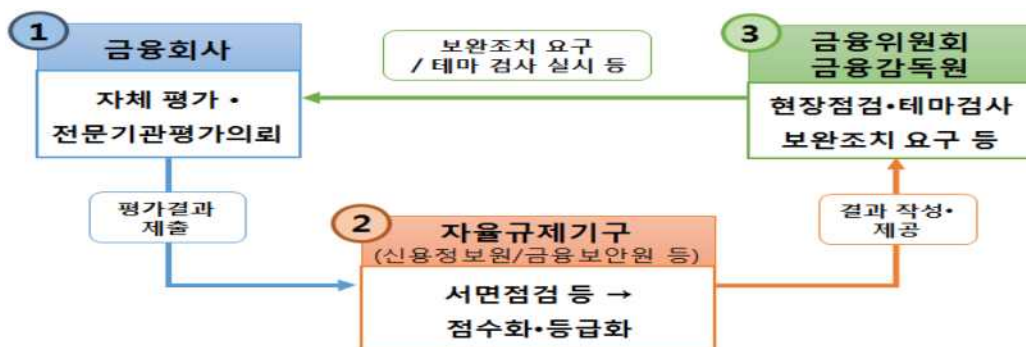 1
금융회사
자체 평가 •
전문기관평가의뢰
보완조치 요구
/ 테마 검사 실시 등
3
금융위원회
금융감독원
현장점검•테마검사
보완조치 요구 등
평가결과
제출
2
자율규제기구
(신용정보원/금융보안원 등)
서면점검 등 →
점수화•등급화
결과 작성•
제공